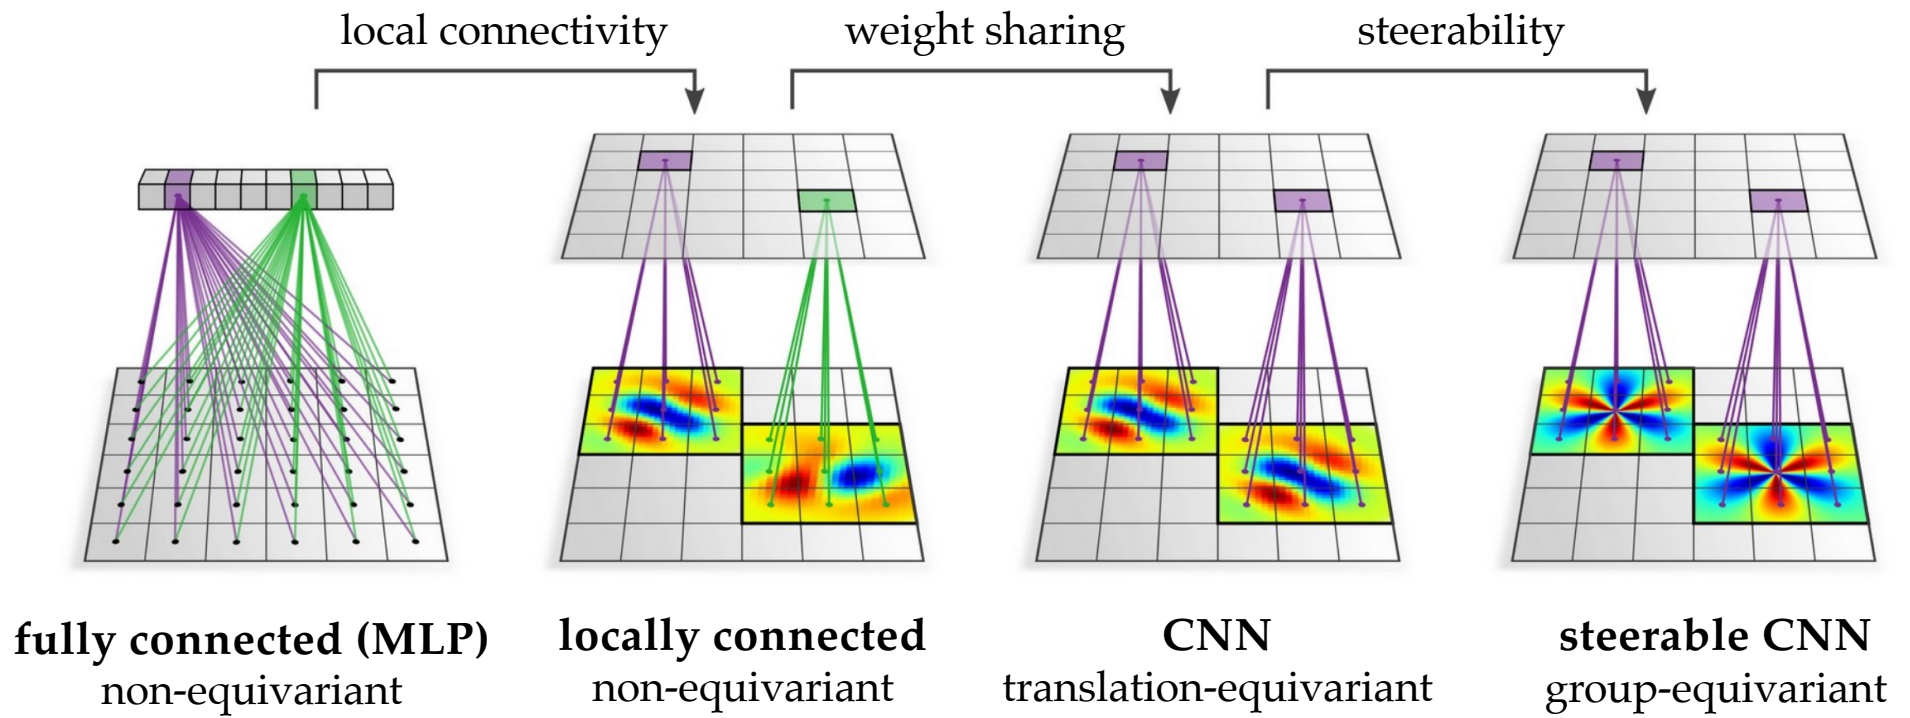 local connectivity
weight sharing
steerability
fully connected (MLP)
non-equivariant
locally connected
non-equivariant
CNN
translation-equivariant
steerable CNN
group-equivariant